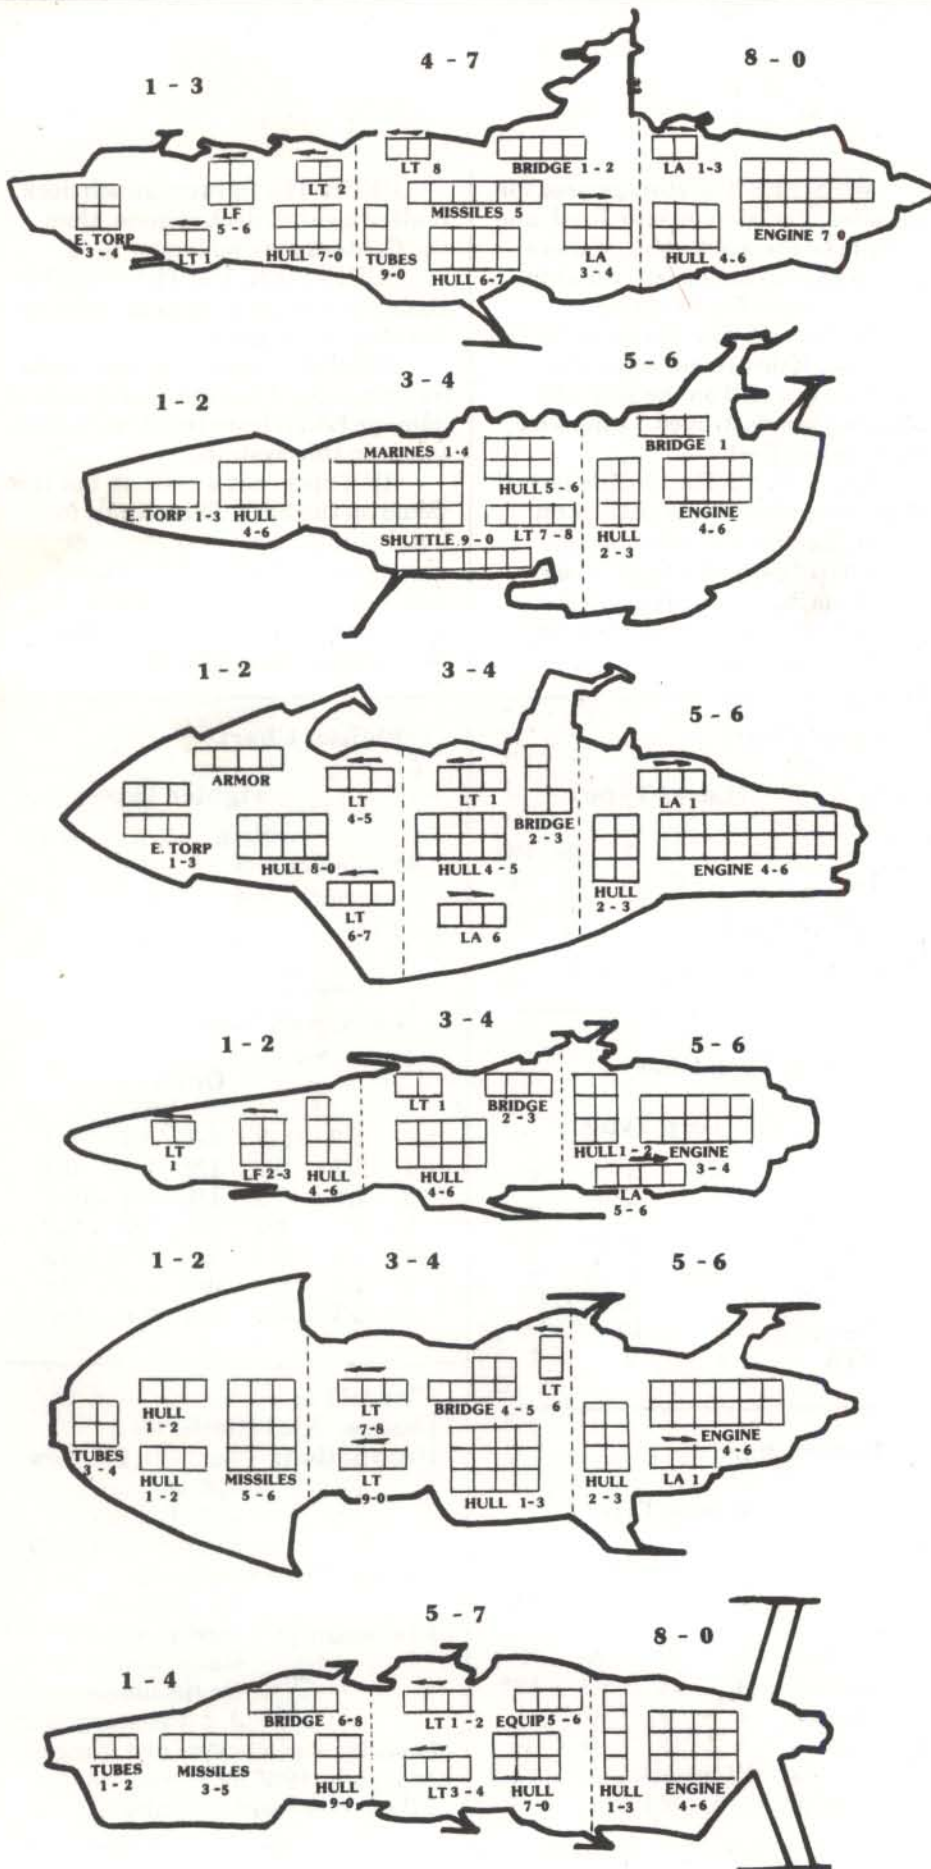 1 - 3
4 - 7
8 - 0
LT 8
BRIDGE 1 - 2
LA 1-3
LT 2
LF
5 - 6
MISSILES 5
E. TORP
3 - 4
LT 1
HULL 7-0
TUBES
9-0
HULL 6-7
LA
3 - 4
HULL 4-6
ENGINE 7 0
1 - 2
3 - 4
5 - 6
MARINES 1-4
BRIDGE 1
E. TORP 1-3
HULL
4-6
HULL 5 - 6
LT 7-8
SHUTTLE 9-0
HULL
2 - 3
ENGINE
4-6
1 - 2
3 - 4
5 - 6
ARMOR
LT
4-5
LT 1
BRIDGE
2 - 3
LA 1
E. TORP
1-3
HULL 8-0
HULL 4 - 5
HULL
2 - 3
ENGINE 4-6
LT
6-7
LA 6
1 - 2
3 - 4
5 - 6
LT 1
BRIDGE
2 - 3
LT
1
LF 2-3
HULL
4 -6
HULL
4-6
HULL 1 - 2
ENGINE
3 - 4
LA
5 - 6
1 - 2
3 - 4
5 - 6
HULL
1 - 2
LT
7-8
BRIDGE 4 - 5
LT
6
ENGINE
4-6
TUBES
3 - 4
HULL
1 - 2
MISSILES
5 - 6
LT
9-0
HULL 1-3
HULL
2 - 3
LA 1
1 - 4
5 - 7
8 - 0
BRIDGE 6-8
LT 1 - 2
EQUIP 5 - 6
TUBES
1 - 2
MISSILES
3 -5
HULL
9-0
LT 3 - 4
HULL
7-0
HULL
1-3
ENGINE
4-6